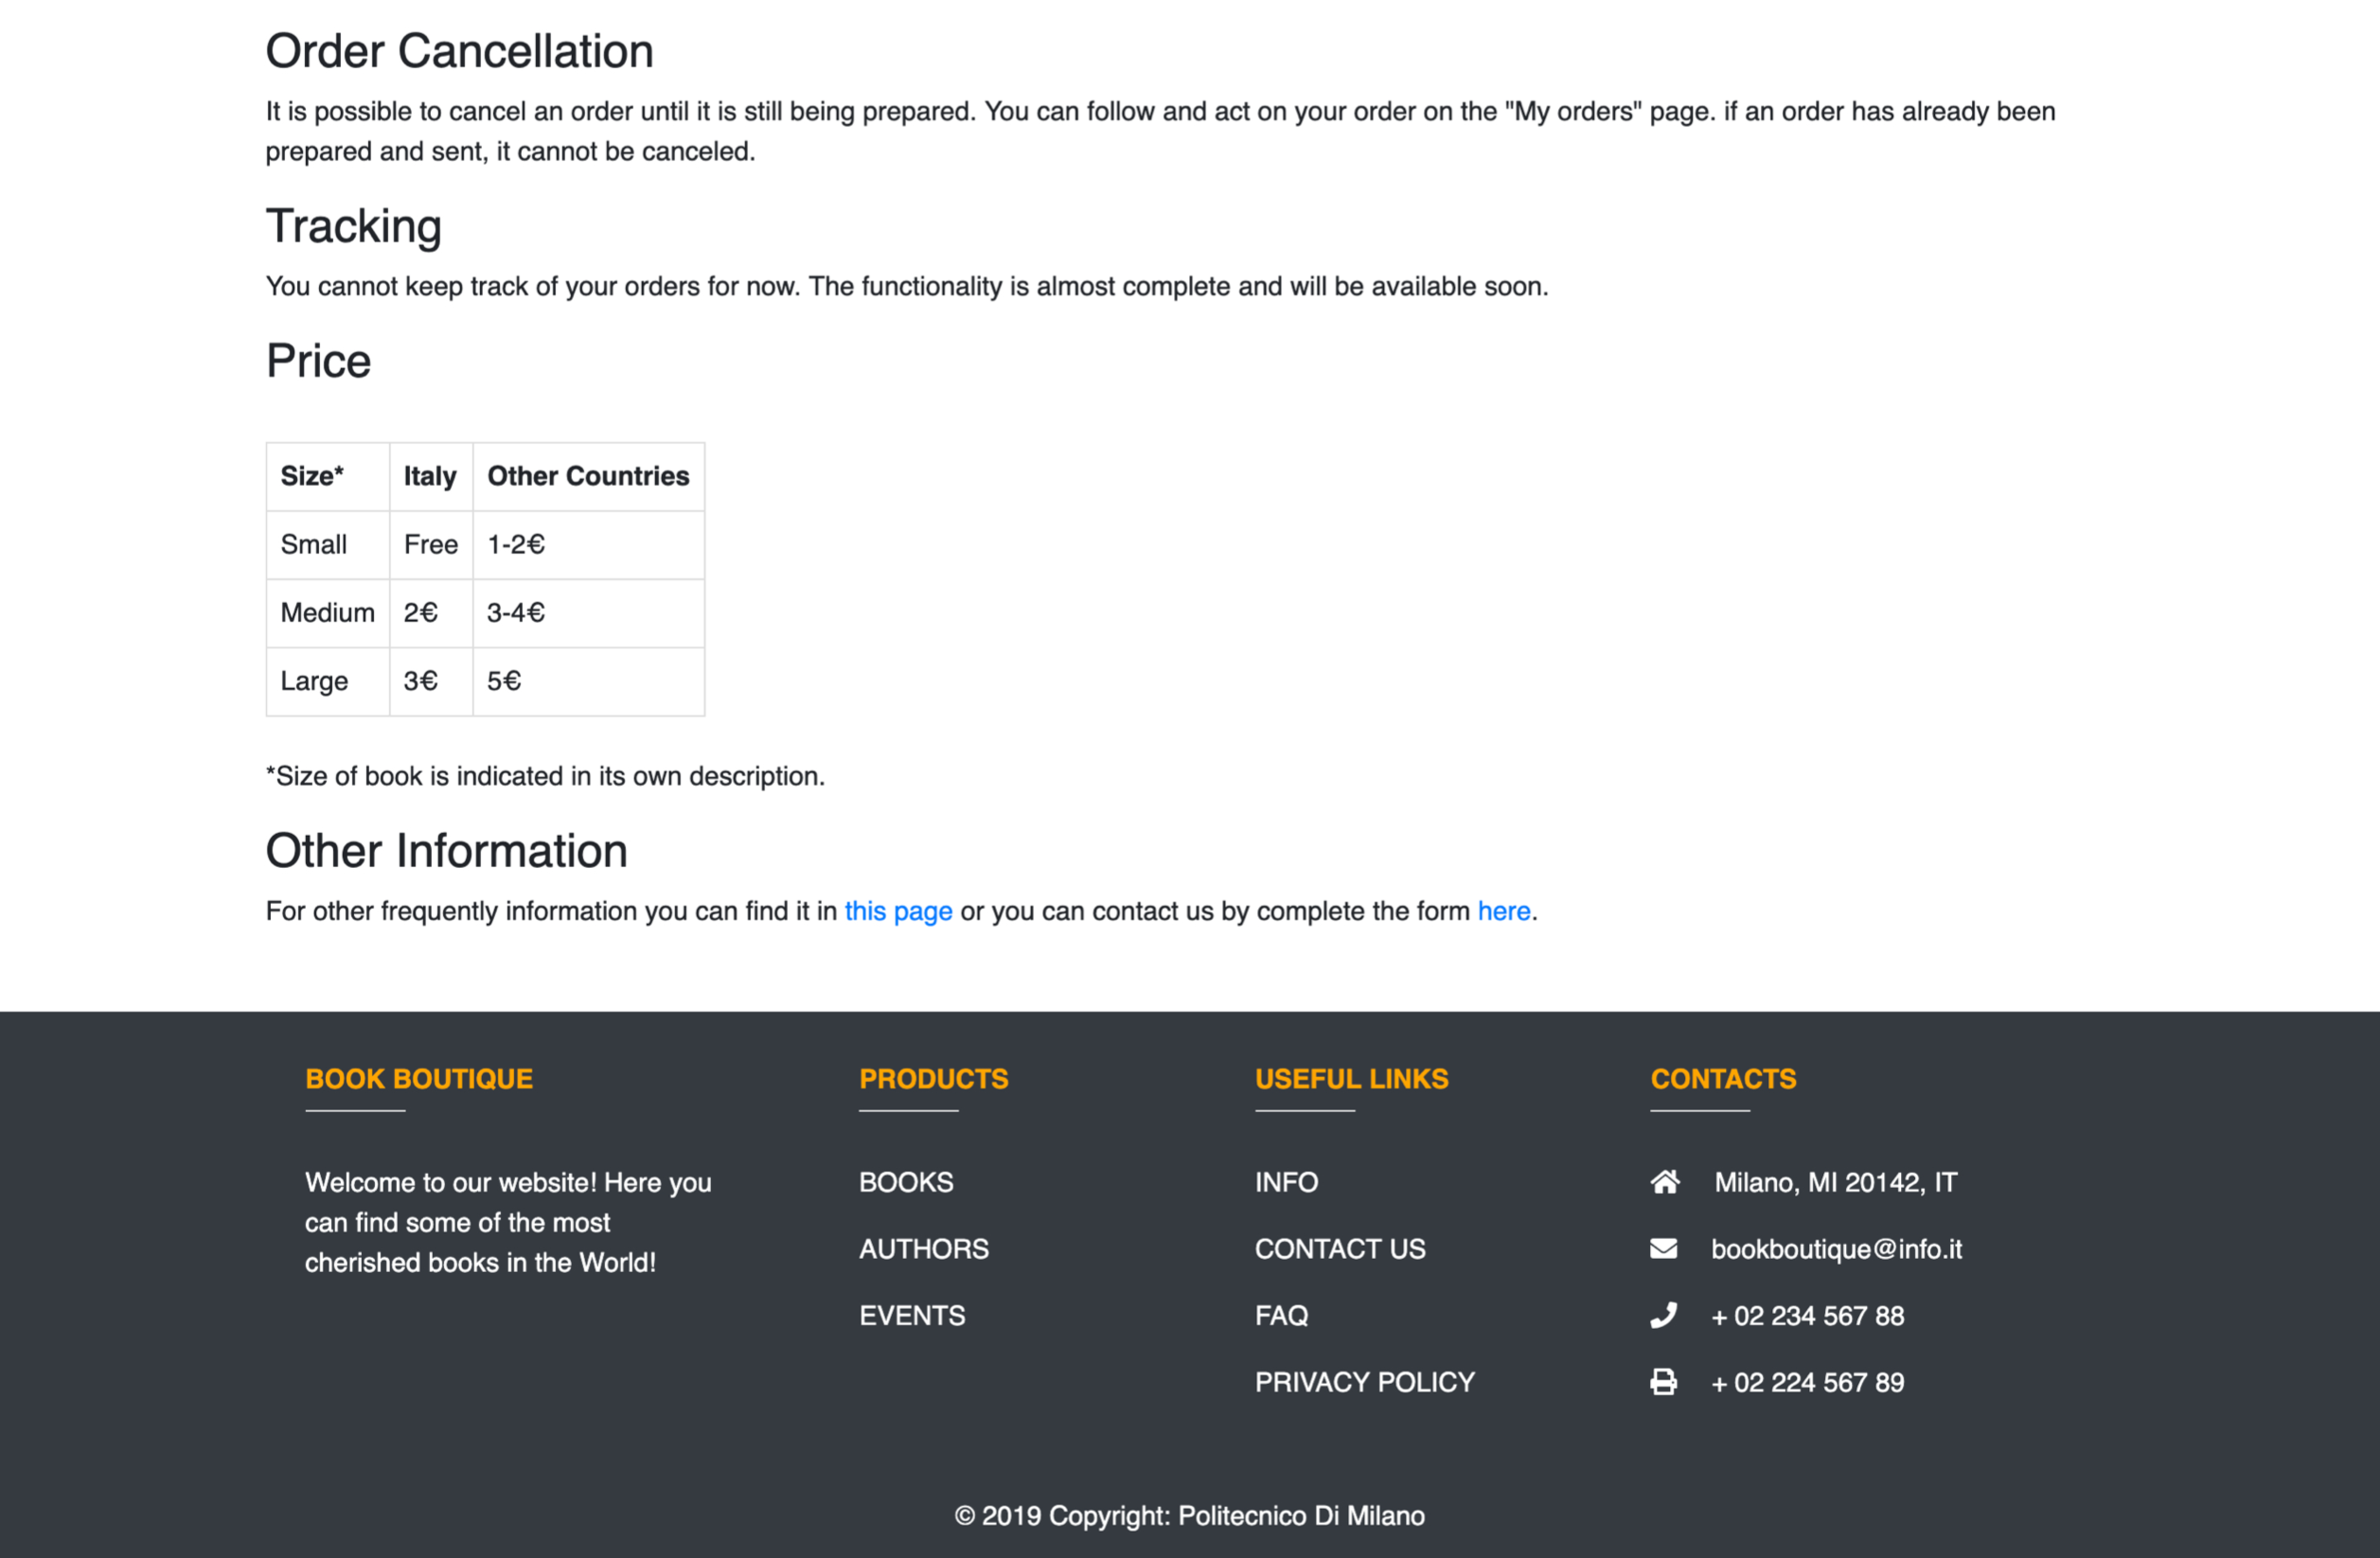 Order Cancellation
It is possible to cancel an order until it is still being prepared. You can follow and act on your order on the "My orders" page. if an order has already been
prepared and sent, it cannot be canceled.
Tracking
You cannot keep track of your orders for now. The functionality is almost complete and will be available soon.
Price
Size* Italy Other Countries
Small Free 1-2€
Medium 2€ 3-4€
Large 3€ 5€
*Size of book is indicated in its own description.
Other Information
For other frequently information you can find it in this page or you can contact us by complete the form here.
BOOK BOUTIQUE
Welcome to our website! Here you
can find some of the most
cherished books in the World!
PRODUCTS
BOOKS
AUTHORS
EVENTS
USEFUL LINKS
INFO
CONTACT US
FAQ
PRIVACY POLICY
CONTACTS
Milano, MI 20142, IT
bookboutique@info.it
+ 02 234 567 88
+ 02 224 567 89
© 2019 Copyright: Politecnico Di Milano